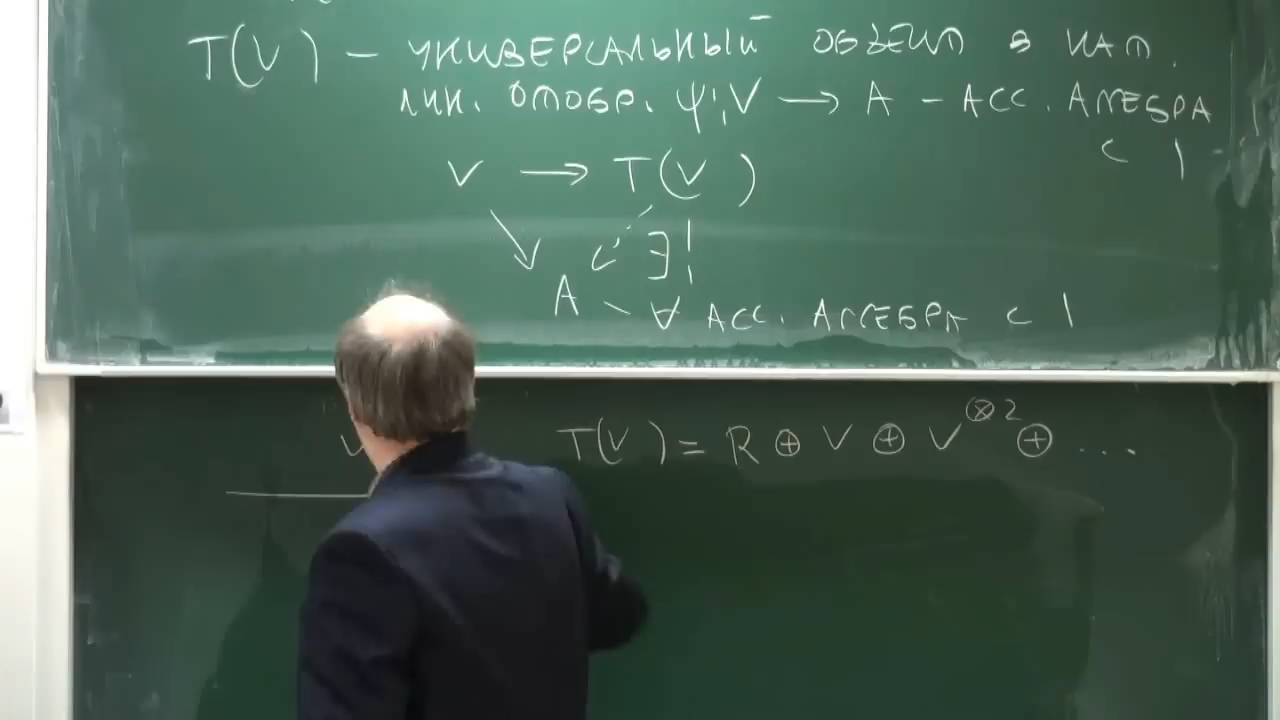 T(V) – УНИВЕРСАЛЬНЫЙ ОБЪЕКТ В КАТ.
ЛИН. ОТОБР. ψ: V → A – АСС. АЛГЕБРА
С 1
V → T(V)
∃!
A – ∀ АСС. АЛГЕБРА С 1
T(V) = R ⊕ V ⊕ V^{⊗2} ⊕ ...